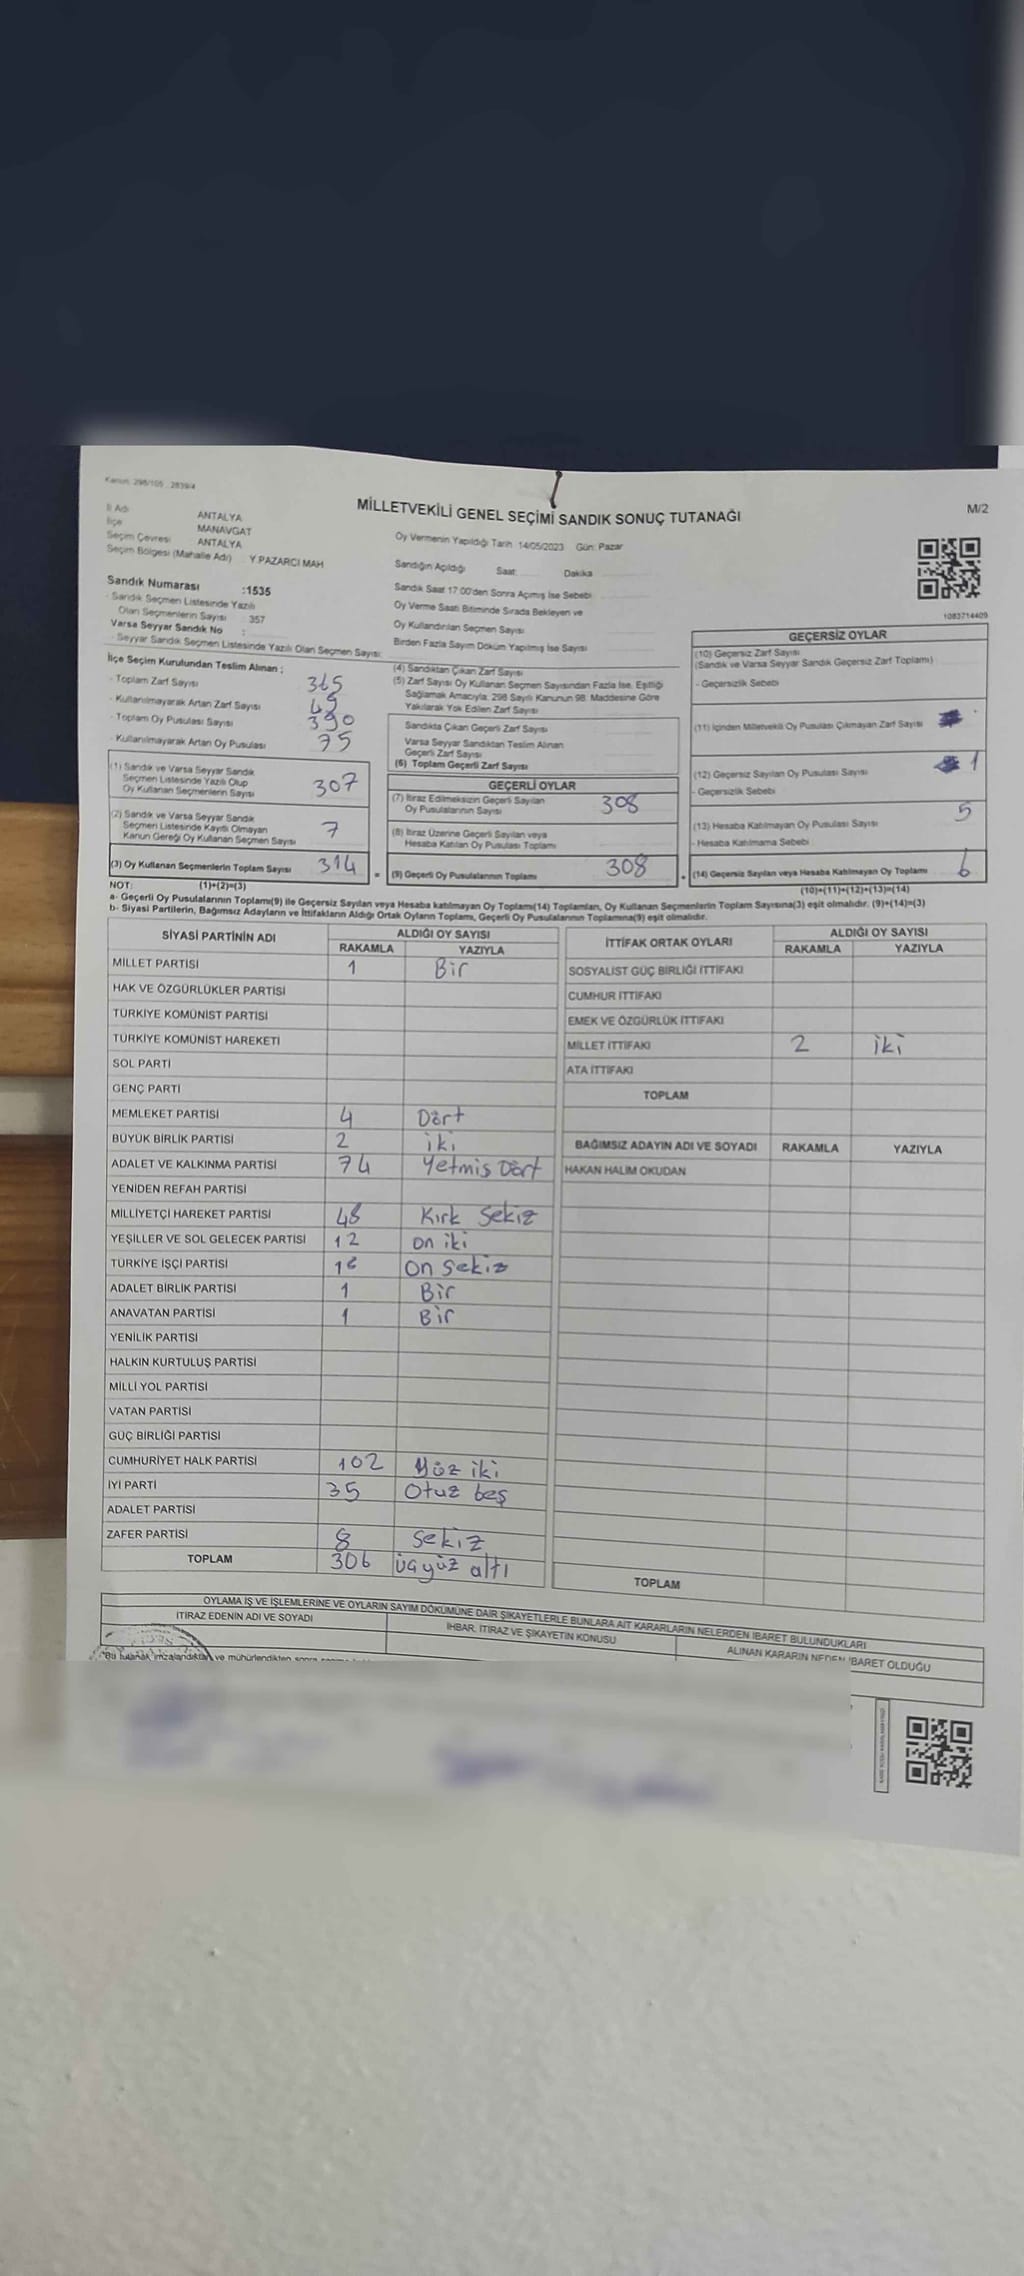 Kanun: 298/105 , 2839/4
MİLLETVEKİLİ GENEL SEÇİMİ SANDIK SONUÇ TUTANAĞI
M/2
İl Adı ANTALYA
İlçe MANAVGAT
Seçim Çevresi ANTALYA
Seçim Bölgesi (Mahalle Adı) Y.PAZARCI MAH
Sandık Numarası :1535
- Sandık Seçmen Listesinde Yazılı
Olan Seçmenlerin Sayısı : 357
Varsa Seyyar Sandık No :
- Seyyar Sandık Seçmen Listesinde Yazılı Olan Seçmen Sayısı:
Oy Vermenin Yapıldığı Tarih: 14/05/2023 Gün: Pazar
Sandığın Açıldığı Saat: Dakika
Sandık Saat 17:00'den Sonra Açımış İse Sebebi
Oy Verme Saati Bitiminde Sırada Bekleyen ve
Oy Kullandırılan Seçmen Sayısı
Birden Fazla Sayım Döküm Yapılmış İse Sayısı
1083714409
İlçe Seçim Kurulundan Teslim Alınan ;
- Toplam Zarf Sayısı 365
- Kullanılmayarak Artan Zarf Sayısı 49
- Toplam Oy Pusulası Sayısı 390
- Kullanılmayarak Artan Oy Pusulası 75
(1) Sandık ve Varsa Seyyar Sandık
Seçmen Listesinde Yazılı Olup
Oy Kullanan Seçmenlerin Sayısı 307
(2) Sandık ve Varsa Seyyar Sandık
Seçmen Listesinde Kayıtlı Olmayan
Kanun Gereği Oy Kullanan Seçmen Sayısı 7
(3) Oy Kullanan Seçmenlerin Toplam Sayısı 314
(1)+(2)=(3)
(4) Sandıktan Çıkan Zarf Sayısı
(5) Zarf Sayısı Oy Kullanan Seçmen Sayısından Fazla İse, Eşitliği
Sağlamak Amacıyla; 298 Sayılı Kanunun 98. Maddesine Göre
Yakılarak Yok Edilen Zarf Sayısı
Sandıkta Çıkan Geçerli Zarf Sayısı
Varsa Seyyar Sandıktan Teslim Alınan
Geçerli Zarf Sayısı
(6) Toplam Geçerli Zarf Sayısı
GEÇERLİ OYLAR
(7) İtiraz Edilmeksizin Geçerli Sayılan
Oy Pusulalarının Sayısı 308
(8) İtiraz Üzerine Geçerli Sayılan veya
Hesaba Katılan Oy Pusulası Toplamı
= (9) Geçerli Oy Pusulalarının Toplamı 308
GEÇERSİZ OYLAR
(10) Geçersiz Zarf Sayısı
(Sandık ve Varsa Seyyar Sandık Geçersiz Zarf Toplamı)
- Geçersizlik Sebebi
(11) İçinden Milletvekili Oy Pusulası Çıkmayan Zarf Sayısı
(12) Geçersiz Sayılan Oy Pusulası Sayısı 1
- Geçersizlik Sebebi
(13) Hesaba Katılmayan Oy Pusulası Sayısı 5
- Hesaba Katılmama Sebebi
+ (14) Geçersiz Sayılan veya Hesaba Katılmayan Oy Toplamı 6
(10)+(11)+(12)+(13)=(14)
NOT:
a- Geçerli Oy Pusulalarının Toplamı(9) ile Geçersiz Sayılan veya Hesaba katılmayan Oy Toplamı(14) Toplamları, Oy Kullanan Seçmenlerin Toplam Sayısına(3) eşit olmalıdır. (9)+(14)=(3)
b- Siyasi Partilerin, Bağımsız Adayların ve İttifakların Aldığı Ortak Oyların Toplamı, Geçerli Oy Pusulalarının Toplamına(9) eşit olmalıdır.
SİYASİ PARTİNİN ADI ALDIĞI OY SAYISI
RAKAMLA YAZIYLA
MİLLET PARTİSİ 1 Bir
HAK VE ÖZGÜRLÜKLER PARTİSİ
TÜRKİYE KOMÜNİST PARTİSİ
TÜRKİYE KOMÜNİST HAREKETİ
SOL PARTİ
GENÇ PARTİ
MEMLEKET PARTİSİ 4 Dört
BÜYÜK BİRLİK PARTİSİ 2 iki
ADALET VE KALKINMA PARTİSİ 74 Yetmis Dört
YENİDEN REFAH PARTİSİ
MİLLİYETÇİ HAREKET PARTİSİ 48 Kırk Sekiz
YEŞİLLER VE SOL GELECEK PARTİSİ 12 on iki
TÜRKİYE İŞÇİ PARTİSİ 18 on sekiz
ADALET BİRLİK PARTİSİ 1 Bir
ANAVATAN PARTİSİ 1 Bir
YENİLİK PARTİSİ
HALKIN KURTULUŞ PARTİSİ
MİLLİ YOL PARTİSİ
VATAN PARTİSİ
GÜÇ BİRLİĞİ PARTİSİ
CUMHURİYET HALK PARTİSİ 102 Yüz iki
İYİ PARTİ 35 Otuz beş
ADALET PARTİSİ
ZAFER PARTİSİ 8 Sekiz
TOPLAM 306 üçyüz altı
İTTİFAK ORTAK OYLARI ALDIĞI OY SAYISI
RAKAMLA YAZIYLA
SOSYALİST GÜÇ BİRLİĞİ İTTİFAKI
CUMHUR İTTİFAKI
EMEK VE ÖZGÜRLÜK İTTİFAKI
MİLLET İTTİFAKI 2 iki
ATA İTTİFAKI
TOPLAM
BAĞIMSIZ ADAYIN ADI VE SOYADI RAKAMLA YAZIYLA
HAKAN HALİM OKUDAN
TOPLAM
OYLAMA İŞ VE İŞLEMLERİNE VE OYLARIN SAYIM DÖKÜMÜNE DAİR ŞİKAYETLERLE BUNLARA AİT KARARLARIN NELERDEN İBARET BULUNDUKLARI
İTİRAZ EDENİN ADI VE SOYADI İHBAR, İTİRAZ VE ŞİKAYETİN KONUSU ALINAN KARARIN NEDEN İBARET OLDUĞU
"Bu tutanak imzalandıktan ve mühürlendikten sonra